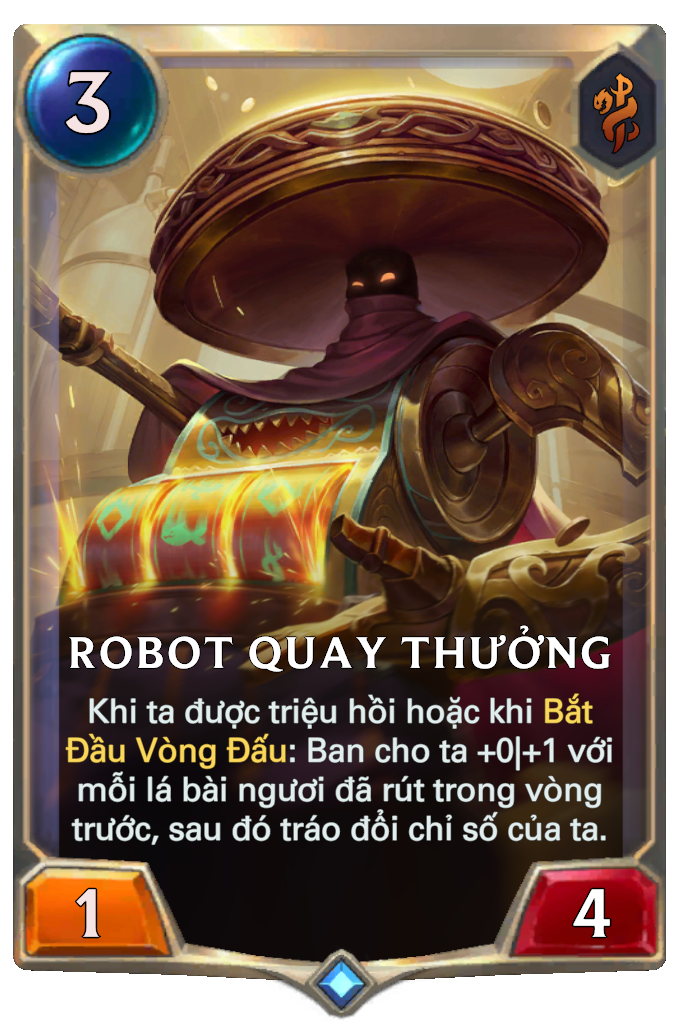 3
ROBOT QUAY THƯỞNG
Khi ta được triệu hồi hoặc khi Bắt
Đầu Vòng Đấu: Ban cho ta +0|+1 với
mỗi lá bài ngươi đã rút trong vòng
trước, sau đó tráo đổi chỉ số của ta.
1
4